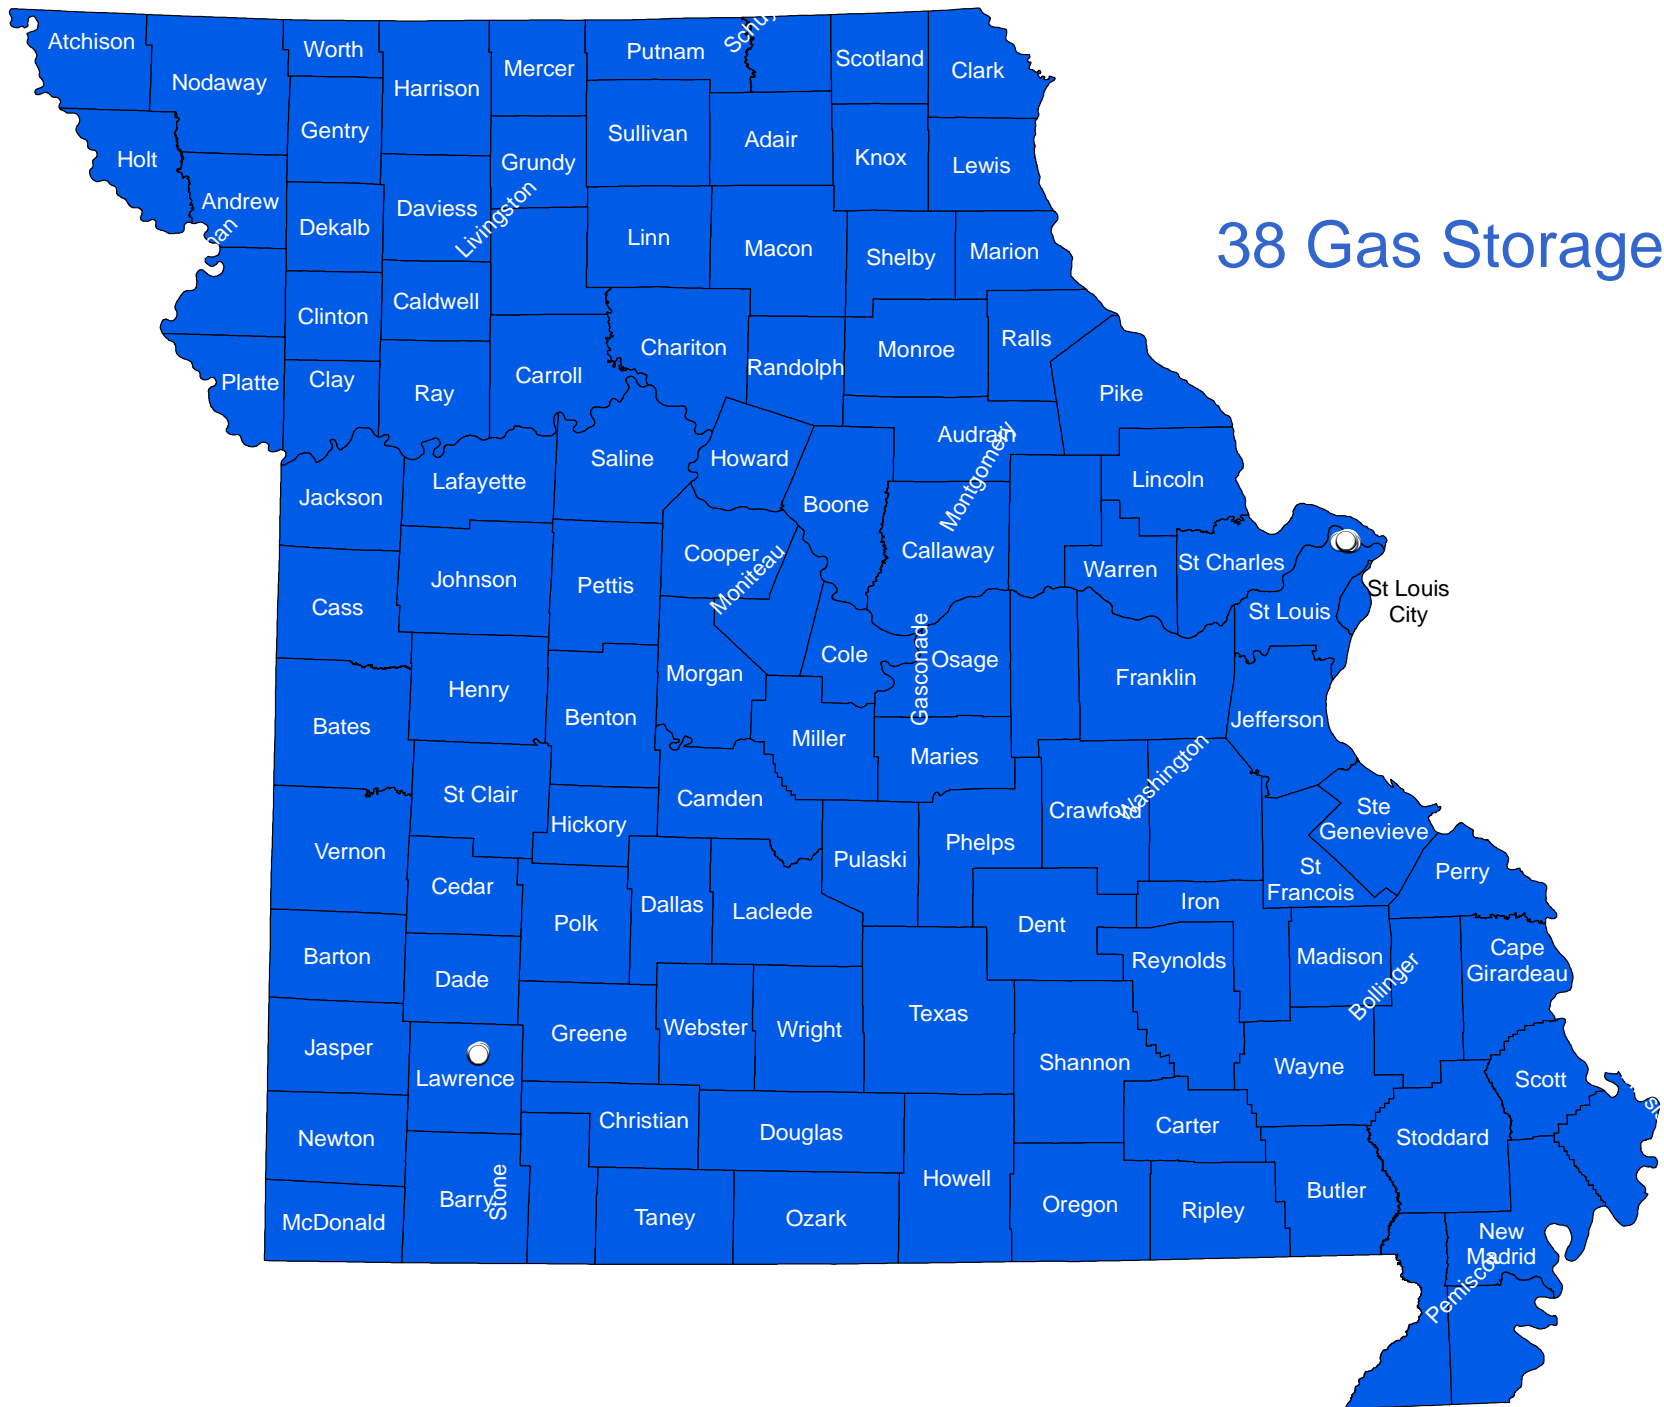 Atchison
Nodaway
Worth
Harrison
Mercer
Putnam
Scotland
Clark
Gentry
Sullivan
Adair
Knox
Lewis
Holt
Grundy
Andrew
Dekalb
Daviess
Livingston
Linn
Macon
Shelby
Marion
38 Gas Storage
Clinton
Caldwell
Chariton
Randolph
Monroe
Ralls
Platte
Clay
Ray
Carroll
Pike
Audrain
Montgomery
Saline
Howard
Lafayette
Lincoln
Jackson
Boone
Cooper
Moniteau
Callaway
Warren
St Charles
Johnson
Pettis
St Louis
City
Cass
St Louis
Cole
Gasconade
Osage
Morgan
Franklin
Henry
Benton
Jefferson
Bates
Miller
Maries
Washington
St Clair
Camden
Crawford
Ste
Genevieve
Hickory
Phelps
Vernon
Pulaski
St
Francois
Perry
Cedar
Dallas
Laclede
Iron
Polk
Dent
Barton
Reynolds
Madison
Bollinger
Cape
Girardeau
Dade
Texas
Greene
Webster
Wright
Jasper
Shannon
Wayne
Lawrence
Scott
Christian
Douglas
Carter
Stoddard
Newton
Howell
Barry
Stone
Butler
McDonald
Taney
Ozark
Oregon
Ripley
New
Madrid